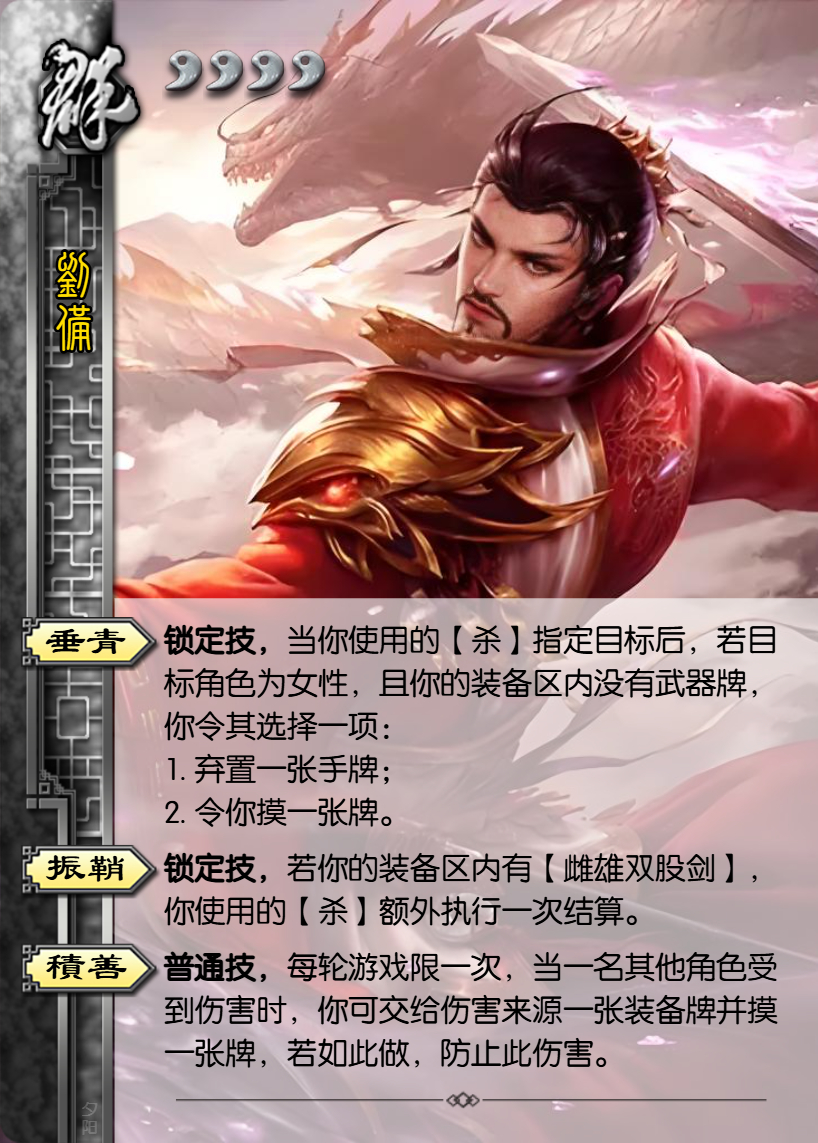 群
劉備
垂青
锁定技，当你使用的【杀】指定目标后，若目
标角色为女性，且你的装备区内没有武器牌，
你令其选择一项：
1. 弃置一张手牌；
2. 令你摸一张牌。
振鞘
锁定技，若你的装备区内有【雌雄双股剑】，
你使用的【杀】额外执行一次结算。
積善
普通技，每轮游戏限一次，当一名其他角色受
到伤害时，你可交给伤害来源一张装备牌并摸
一张牌，若如此做，防止此伤害。
夕阳